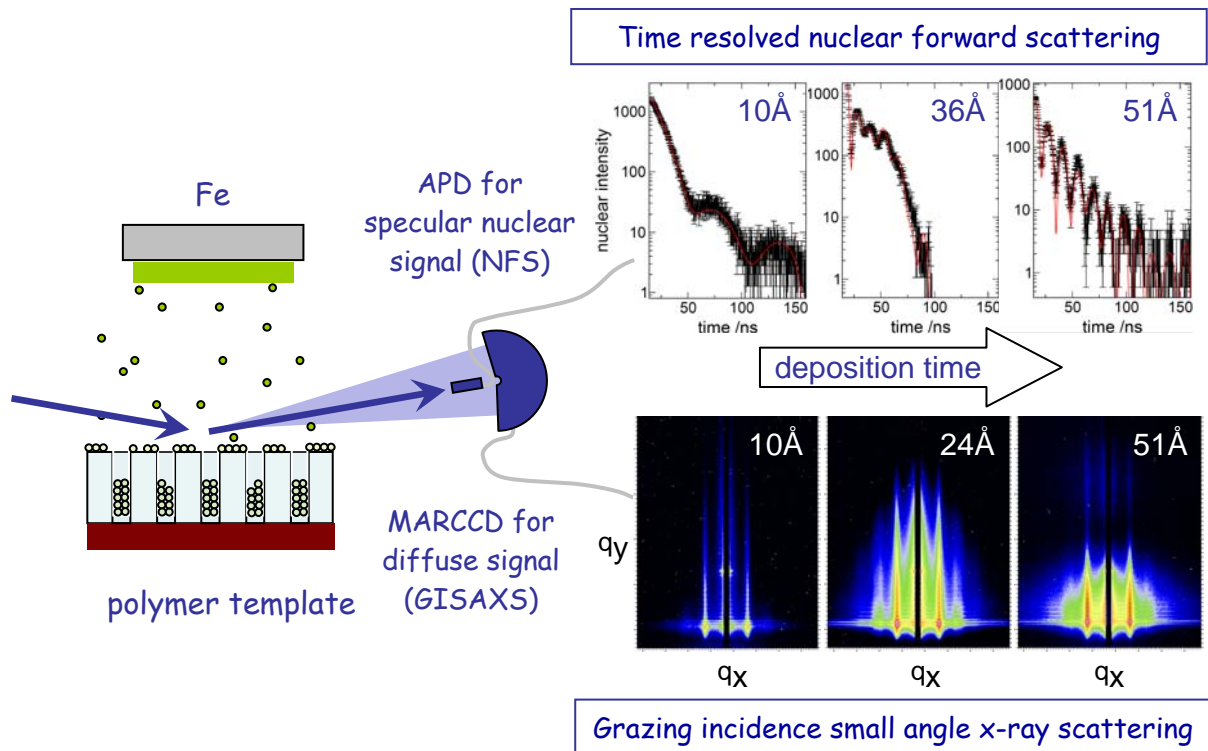 Time resolved nuclear forward scattering
Fe
APD for
specular nuclear
signal (NFS)
polymer template
MARCCD for
diffuse signal
(GISAXS)
nuclear intensity
1000
100
10
1
10Å
50 100 150
time /ns
1000
100
10
1
36Å
50 100 150
time /ns
1000
100
10
1
51Å
50 100 150
time /ns
deposition time
qy
10Å
qx
24Å
qx
51Å
qx
Grazing incidence small angle x-ray scattering